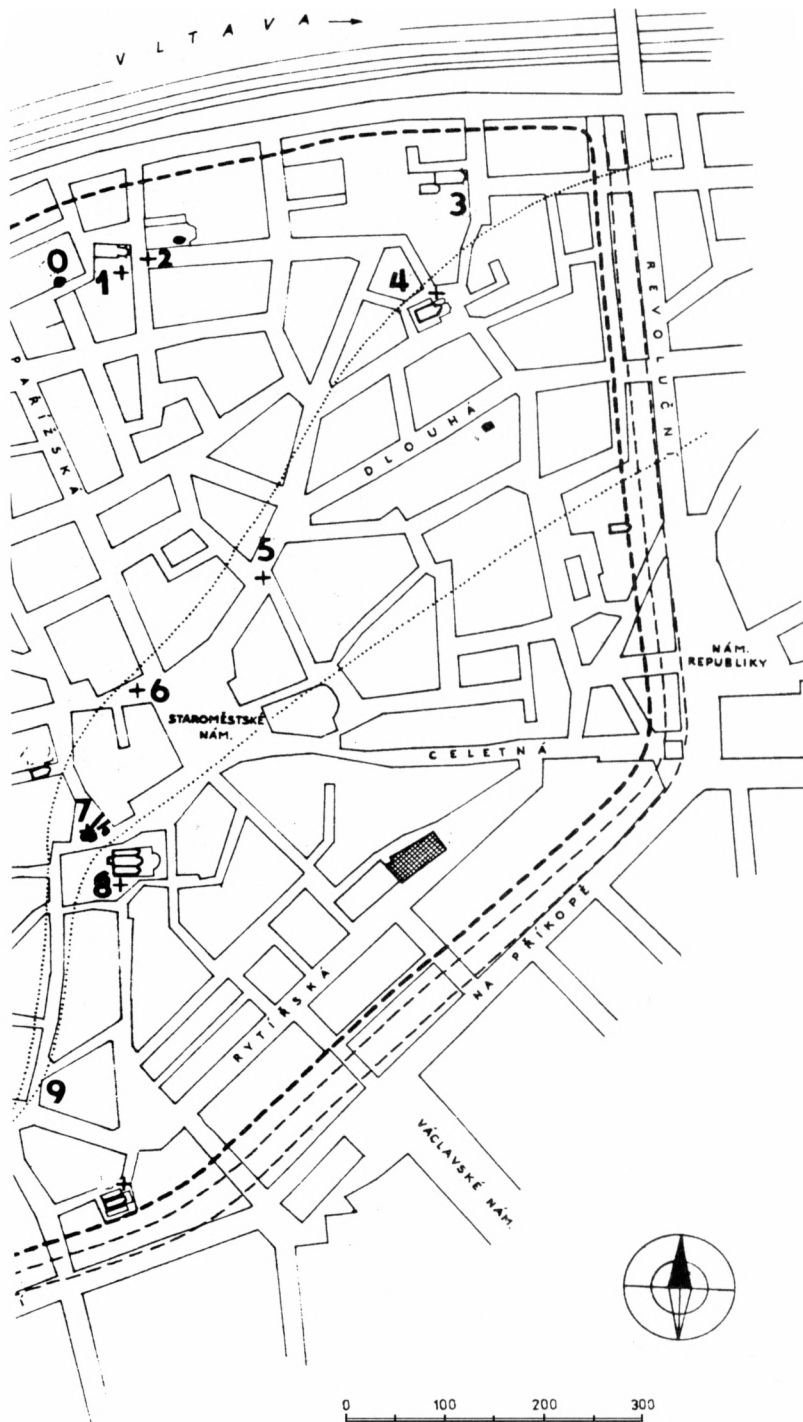 VLTAVA
3
0
1
2
4
REVOLUČNÍ
PAŘÍŽSKÁ
DLOUHÁ
5
NÁM.
REPUBLIKY
6
STAROMĚSTSKÉ
NÁM.
CELETNÁ
7
8
NA PŘÍKOPĚ
RYTÍŘSKÁ
9
VÁCLAVSKÉ NÁM.
0 100 200 300